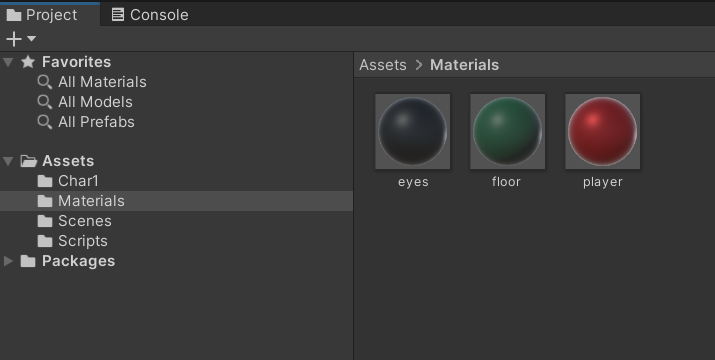 Project Console
Favorites
All Materials
All Models
All Prefabs
Assets
Char1
Materials
Scenes
Scripts
Packages
Assets > Materials
eyes floor player